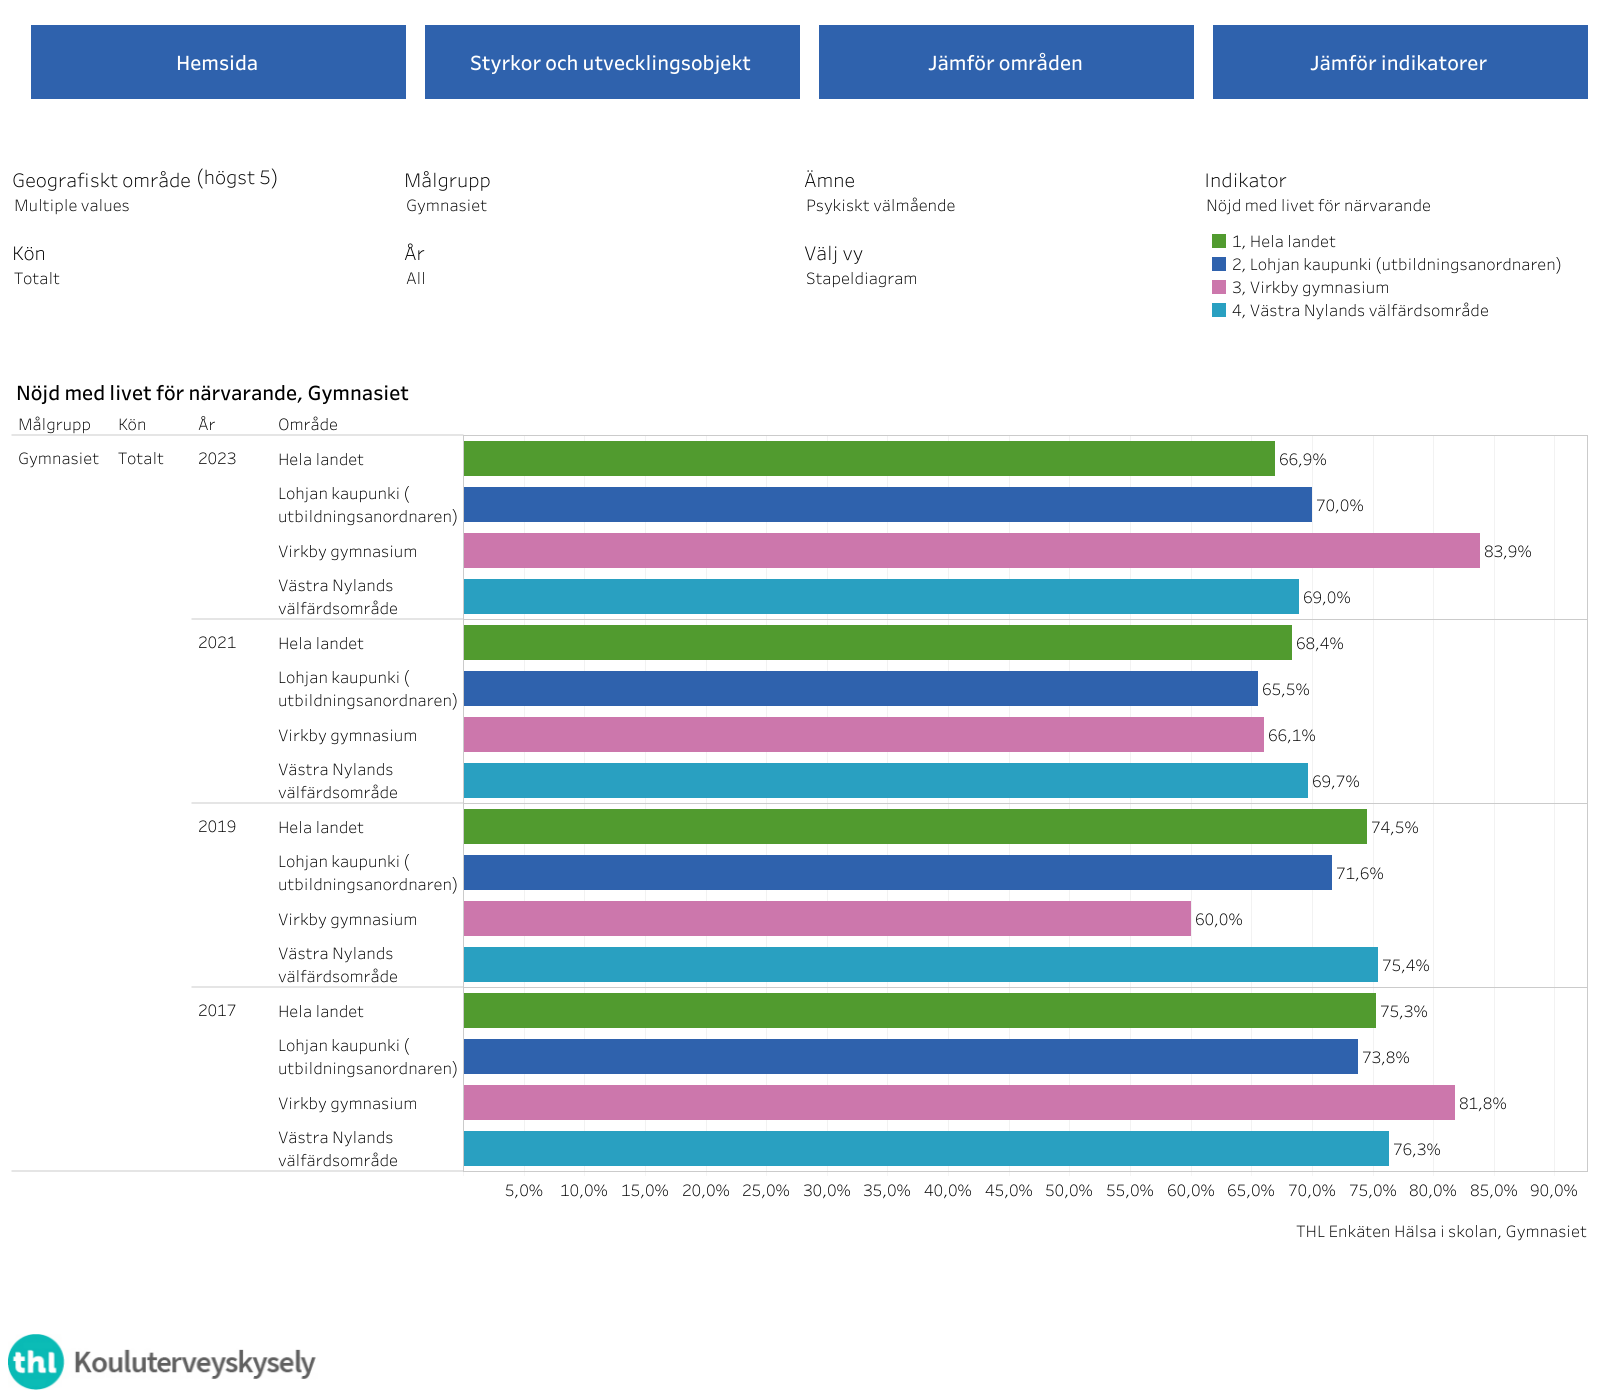 Hemsida
Styrkor och utvecklingsobjekt
Jämför områden
Jämför indikatorer
Geografiskt område (högst 5)
Multiple values
Målgrupp
Gymnasiet
Ämne
Psykiskt välmående
Indikator
Nöjd med livet för närvarande
Kön
Totalt
År
All
Välj vy
Stapeldiagram
1, Hela landet
2, Lohjan kaupunki (utbildningsanordnaren)
3, Virkby gymnasium
4, Västra Nylands välfärdsområde
Nöjd med livet för närvarande, Gymnasiet
Målgrupp Kön År Område
Gymnasiet Totalt 2023 Hela landet 66,9%
Lohjan kaupunki (
utbildningsanordnaren) 70,0%
Virkby gymnasium 83,9%
Västra Nylands
välfärdsområde 69,0%
2021 Hela landet 68,4%
Lohjan kaupunki (
utbildningsanordnaren) 65,5%
Virkby gymnasium 66,1%
Västra Nylands
välfärdsområde 69,7%
2019 Hela landet 74,5%
Lohjan kaupunki (
utbildningsanordnaren) 71,6%
Virkby gymnasium 60,0%
Västra Nylands
välfärdsområde 75,4%
2017 Hela landet 75,3%
Lohjan kaupunki (
utbildningsanordnaren) 73,8%
Virkby gymnasium 81,8%
Västra Nylands
välfärdsområde 76,3%
5,0% 10,0% 15,0% 20,0% 25,0% 30,0% 35,0% 40,0% 45,0% 50,0% 55,0% 60,0% 65,0% 70,0% 75,0% 80,0% 85,0% 90,0%
THL Enkäten Hälsa i skolan, Gymnasiet
thl Kouluterveyskysely